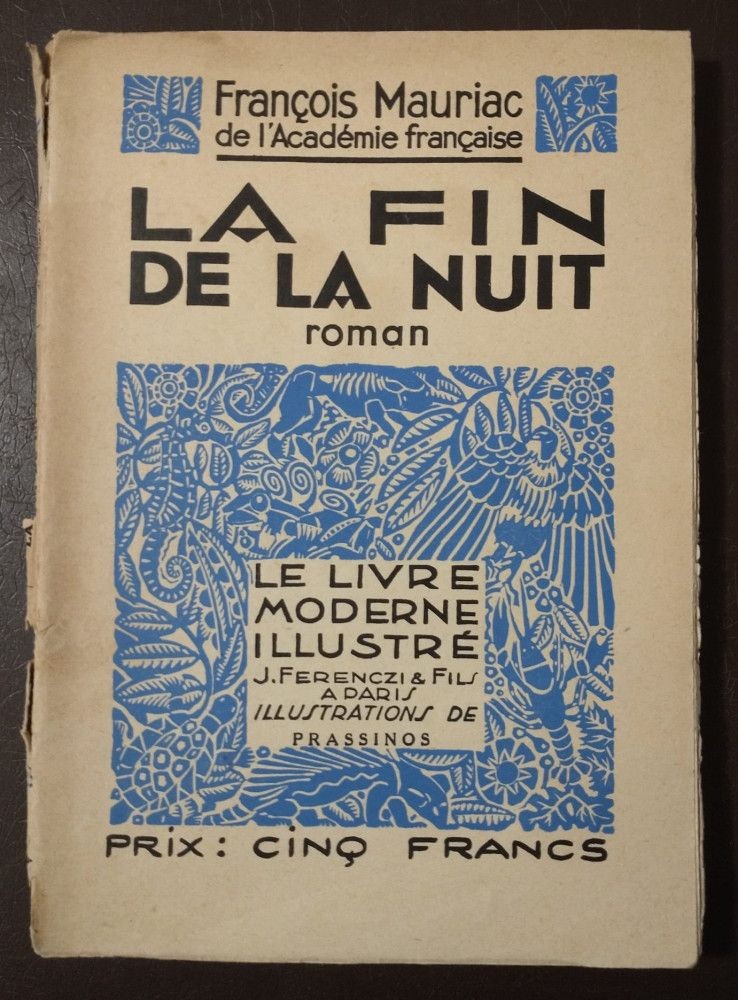 François Mauriac
de l'Académie française
LA FIN
DE LA NUIT
roman
LE LIVRE
MODERNE
ILLUSTRÉ
J. FERENCZI & FILS
A PARIS
ILLUSTRATIONS DE
PRASSINOS
PRIX : CINQ FRANCS